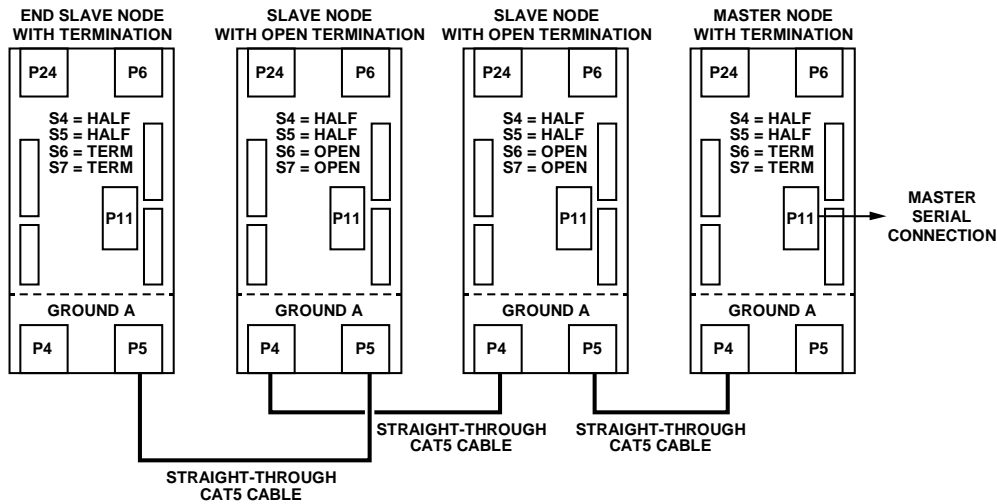 END SLAVE NODE
WITH TERMINATION
P24
P6
S4 = HALF
S5 = HALF
S6 = TERM
S7 = TERM
P11
GROUND A
P4
P5
SLAVE NODE
WITH OPEN TERMINATION
P24
P6
S4 = HALF
S5 = HALF
S6 = OPEN
S7 = OPEN
P11
GROUND A
P4
P5
SLAVE NODE
WITH OPEN TERMINATION
P24
P6
S4 = HALF
S5 = HALF
S6 = OPEN
S7 = OPEN
P11
GROUND A
P4
P5
MASTER NODE
WITH TERMINATION
P24
P6
S4 = HALF
S5 = HALF
S6 = TERM
S7 = TERM
P11
GROUND A
P4
P5
MASTER
SERIAL
CONNECTION
STRAIGHT-THROUGH
CAT5 CABLE
STRAIGHT-THROUGH
CAT5 CABLE
STRAIGHT-THROUGH
CAT5 CABLE